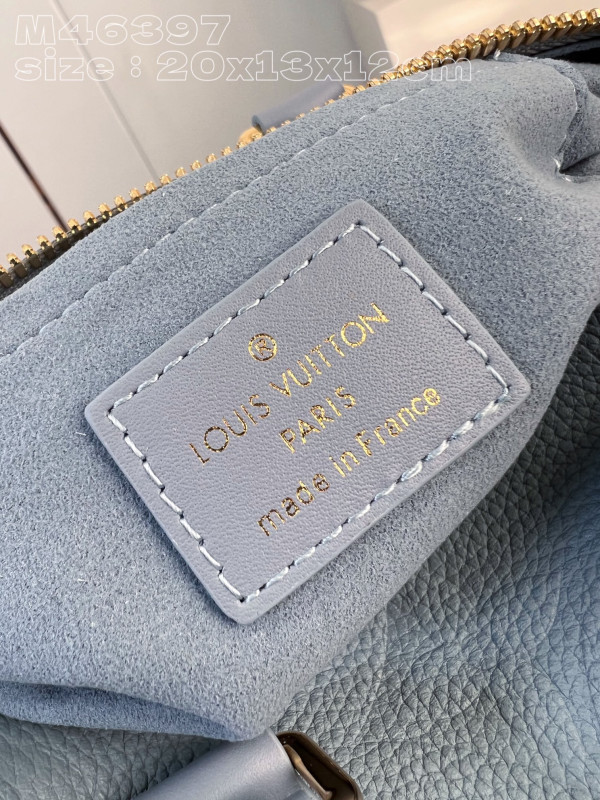 M46397
size : 20x13x12cm
®
LOUIS VUITTON
PARIS
made in France